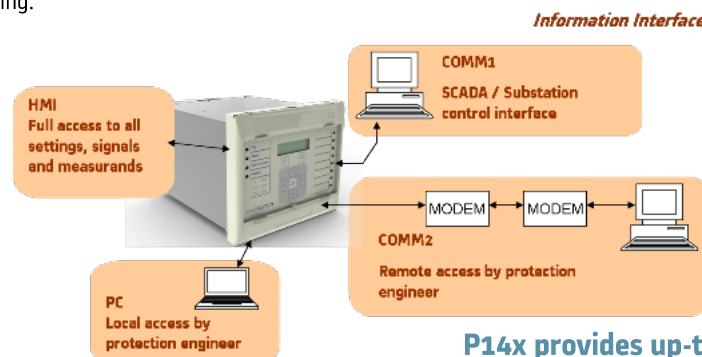 ing.
Information Interface
COMM1
SCADA / Substation
control interface
HMI
Full access to all
settings, signals
and measurands
MODEM
MODEM
COMM2
Remote access by protection
engineer
PC
Local access by
protection engineer
P14x provides up-t